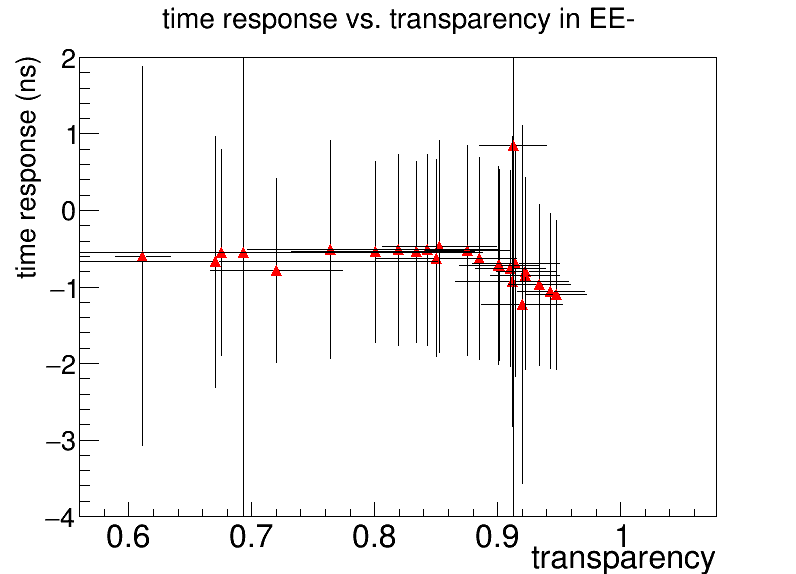 time response vs. transparency in EE-
time response (ns)
2
1
0
−1
−2
−3
−4
0.6 0.7 0.8 0.9 1
transparency